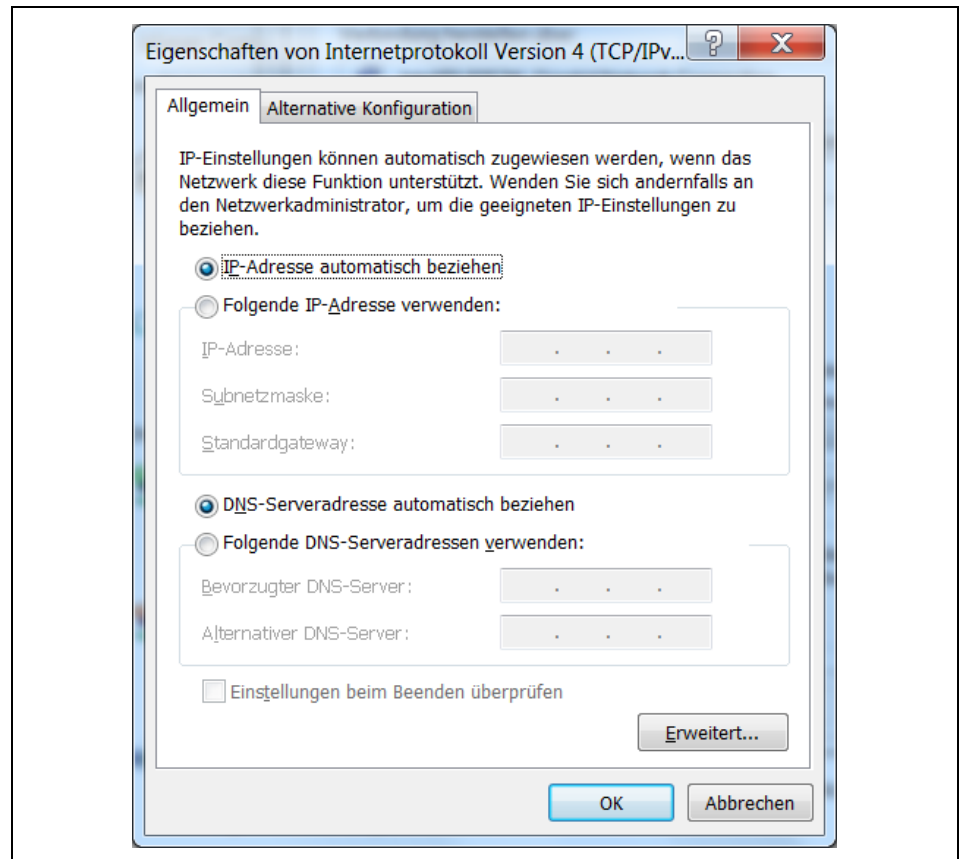 Eigenschaften von Internetprotokoll Version 4 (TCP/IPv...
Allgemein
Alternative Konfiguration
IP-Einstellungen können automatisch zugewiesen werden, wenn das
Netzwerk diese Funktion unterstützt. Wenden Sie sich andernfalls an
den Netzwerkadministrator, um die geeigneten IP-Einstellungen zu
beziehen.
IP-Adresse automatisch beziehen
Folgende IP-Adresse verwenden:
IP-Adresse: . . .
Subnetzmaske: . . .
Standardgateway: . . .
DNS-Serveradresse automatisch beziehen
Folgende DNS-Serveradressen verwenden:
Bevorzugter DNS-Server: . . .
Alternativer DNS-Server: . . .
Einstellungen beim Beenden überprüfen
Erweitert...
OK
Abbrechen